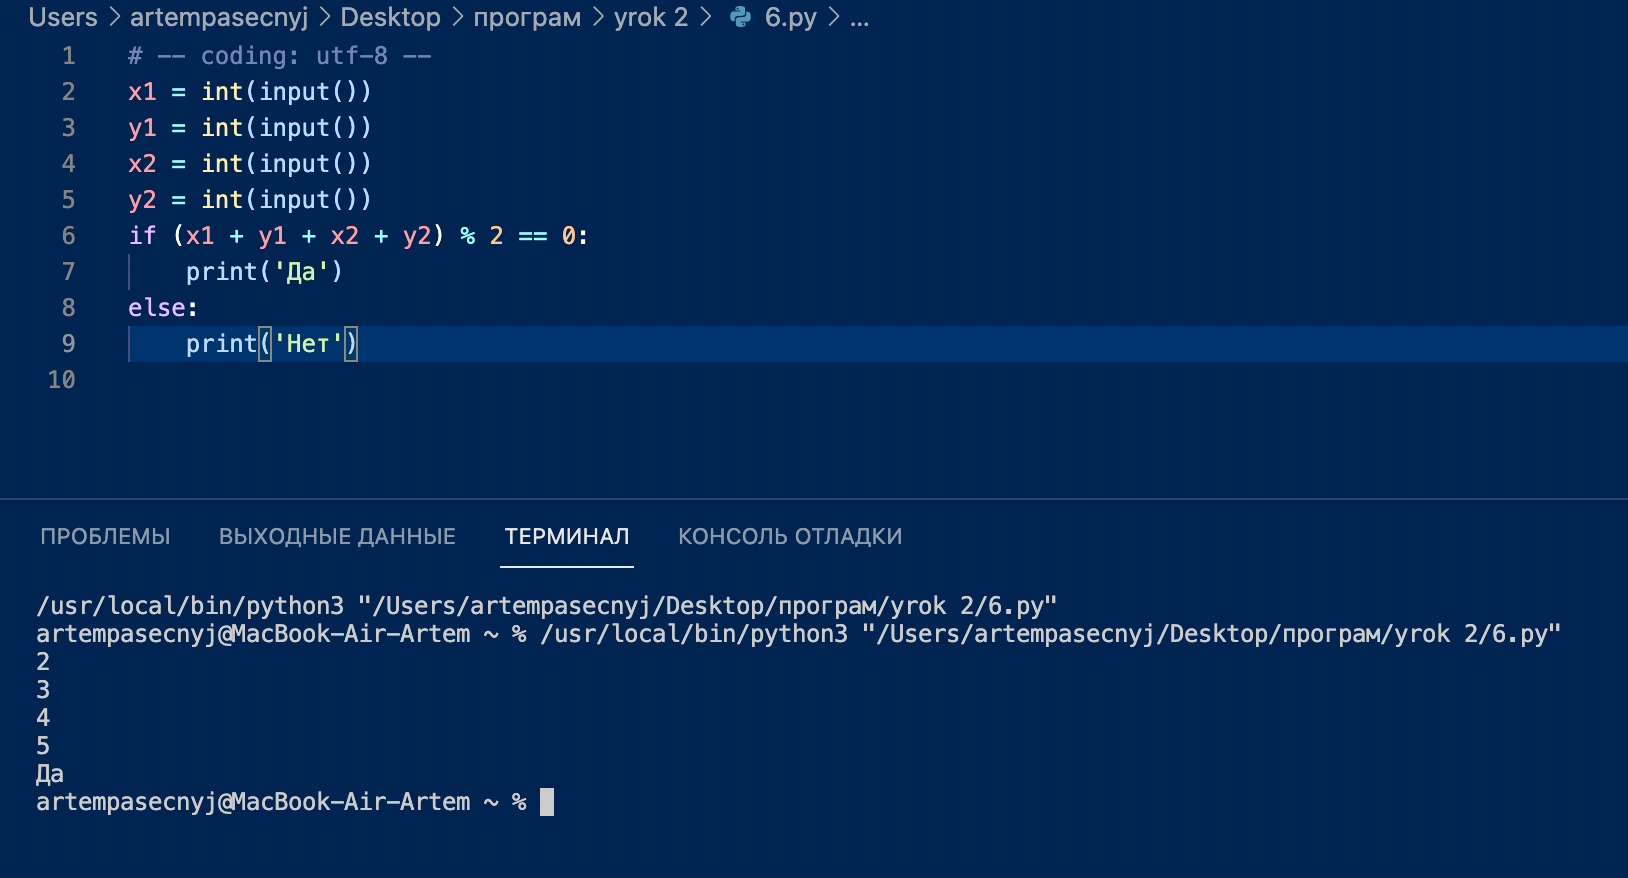 Users > artempasecnyj > Desktop > програм > yrok 2 > 6.py > ...
1 # -- coding: utf-8 --
2 x1 = int(input())
3 y1 = int(input())
4 x2 = int(input())
5 y2 = int(input())
6 if (x1 + y1 + x2 + y2) % 2 == 0:
7     print('Да')
8 else:
9     print('Нет')
10
ПРОБЛЕМЫ ВЫХОДНЫЕ ДАННЫЕ ТЕРМИНАЛ КОНСОЛЬ ОТЛАДКИ
/usr/local/bin/python3 "/Users/artempasecnyj/Desktop/програм/yrok 2/6.py"
artempasecnyj@MacBook-Air-Artem ~ % /usr/local/bin/python3 "/Users/artempasecnyj/Desktop/програм/yrok 2/6.py"
2
3
4
5
Да
artempasecnyj@MacBook-Air-Artem ~ %